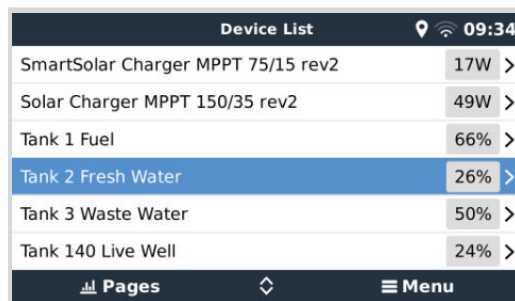 Device List 09:34
SmartSolar Charger MPPT 75/15 rev2 17W
Solar Charger MPPT 150/35 rev2 49W
Tank 1 Fuel 66%
Tank 2 Fresh Water 26%
Tank 3 Waste Water 50%
Tank 140 Live Well 24%
Pages Menu